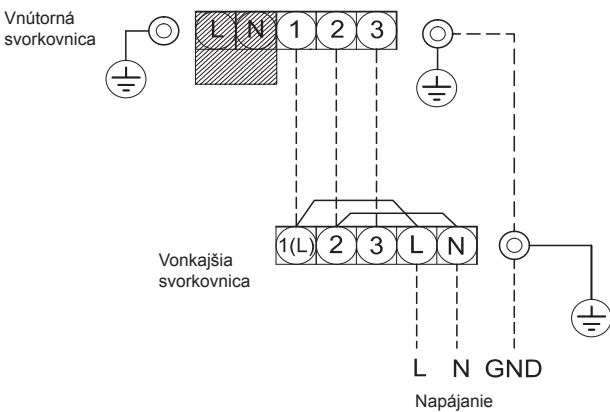 Vnútorná
svorkovnica
L N 1 2 3
1(L) 2 3 L N
Vonkajšia
svorkovnica
L N GND
Napájanie